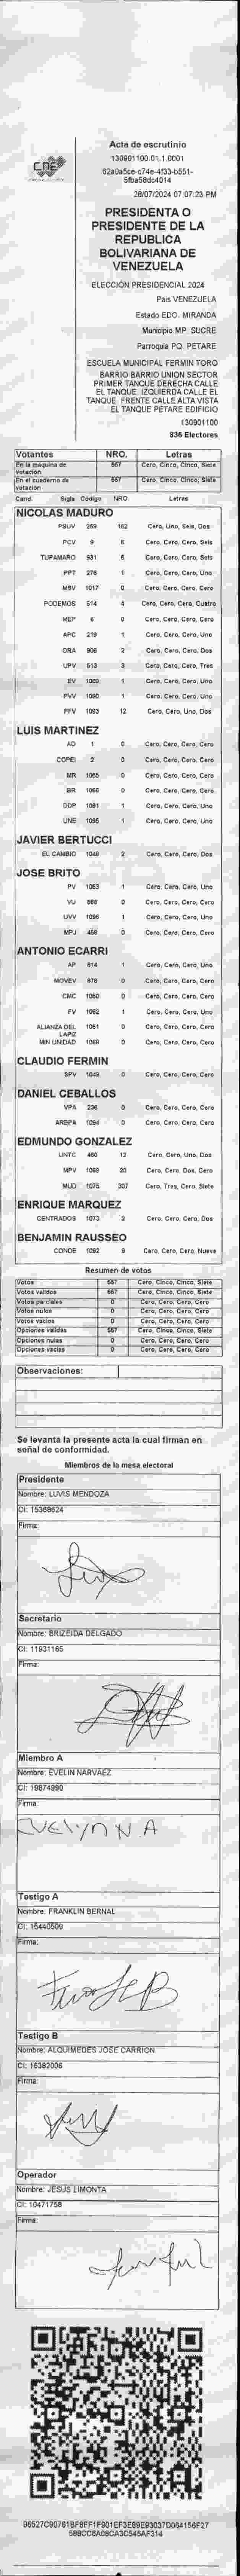 CNE
Acta de escrutinio
130901100.01.1.0001
28/07/2024 07:07:23 PM
PRESIDENTA O
PRESIDENTE DE LA
REPUBLICA
BOLIVARIANA DE
VENEZUELA
ELECCIÓN PRESIDENCIAL 2024
Pais VENEZUELA
Estado EDO. MIRANDA
Municipio MP. SUCRE
Parroquia PQ. PETARE
ESCUELA MUNICIPAL FERMIN TORO
BARRIO BARRIO UNION SECTOR
PRIMER TANQUE DERECHA CALLE
EL TANQUE. IZQUIERDA CALLE EL
TANQUE. FRENTE CALLE ALTA VISTA
EL TANQUE PETARE EDIFICIO
130901100
836 Electores
Votantes NRO. Letras
En la máquina de votación 557 Cero, Cinco, Cinco, Siete
En el cuaderno de votación 557 Cero, Cinco, Cinco, Siete
Cand. Sigla Código NRO. Letras
NICOLAS MADURO
PSUV 259 162 Cero, Uno, Seis, Dos
PCV 9 6 Cero, Cero, Cero, Seis
TUPAMARO 931 6 Cero, Cero, Cero, Seis
PPT 276 1 Cero, Cero, Cero, Uno
MSV 1017 0 Cero, Cero, Cero, Cero
PODEMOS 514 4 Cero, Cero, Cero, Cuatro
MEP 6 0 Cero, Cero, Cero, Cero
APC 219 1 Cero, Cero, Cero, Uno
ORA 906 2 Cero, Cero, Cero, Dos
UPV 513 3 Cero, Cero, Cero, Tres
EV 1089 1 Cero, Cero, Cero, Uno
PVV 1090 1 Cero, Cero, Cero, Uno
PFV 1093 12 Cero, Cero, Uno, Dos
LUIS MARTINEZ
AD 1 0 Cero, Cero, Cero, Cero
COPEI 2 0 Cero, Cero, Cero, Cero
MR 1065 0 Cero, Cero, Cero, Cero
BR 1066 0 Cero, Cero, Cero, Cero
DDP 1091 1 Cero, Cero, Cero, Uno
UNE 1095 1 Cero, Cero, Cero, Uno
JAVIER BERTUCCI
EL CAMBIO 1048 2 Cero, Cero, Cero, Dos
JOSE BRITO
PV 1063 1 Cero, Cero, Cero, Uno
VU 868 0 Cero, Cero, Cero, Cero
UVV 1096 1 Cero, Cero, Cero, Uno
MPJ 458 0 Cero, Cero, Cero, Cero
ANTONIO ECARRI
AP 814 1 Cero, Cero, Cero, Uno
MOVEV 978 0 Cero, Cero, Cero, Cero
CMC 1050 0 Cero, Cero, Cero, Cero
FV 1062 1 Cero, Cero, Cero, Uno
ALIANZA DEL LAPIZ 1061 0 Cero, Cero, Cero, Cero
MIN UNIDAD 1068 0 Cero, Cero, Cero, Cero
CLAUDIO FERMIN
SPV 1049 0 Cero, Cero, Cero, Cero
DANIEL CEBALLOS
VPA 236 0 Cero, Cero, Cero, Cero
AREPA 1094 0 Cero, Cero, Cero, Cero
EDMUNDO GONZALEZ
UNTC 460 12 Cero, Cero, Uno, Dos
MPV 1069 20 Cero, Cero, Dos, Cero
MUD 1075 307 Cero, Tres, Cero, Siete
ENRIQUE MARQUEZ
CENTRADOS 1073 2 Cero, Cero, Cero, Dos
BENJAMIN RAUSSEO
CONDE 1092 9 Cero, Cero, Cero, Nueve
Resumen de votos
Votos 557 Cero, Cinco, Cinco, Siete
Votos validos 557 Cero, Cinco, Cinco, Siete
Votos parciales 0 Cero, Cero, Cero, Cero
Votos nulos 0 Cero, Cero, Cero, Cero
Votos vacios 0 Cero, Cero, Cero, Cero
Opciones validas 557 Cero, Cinco, Cinco, Siete
Opciones nulas 0 Cero, Cero, Cero, Cero
Opciones vacias 0 Cero, Cero, Cero, Cero
Observaciones:
Se levanta la presente acta la cual firman en
señal de conformidad.
Miembros de la mesa electoral
Presidente
Nombre: LUVIS MENDOZA
CI: 15368624
Firma:
Secretario
Nombre: BRIZEIDA DELGADO
CI: 11931165
Firma:
Miembro A
Nombre: EVELIN NARVAEZ
CI: 19874990
Firma:
EVELYN N A
Testigo A
Nombre: FRANKLIN BERNAL
CI: 15440509
Firma:
Testigo B
Nombre: ALQUIMEDES JOSE CARRION
CI: 16382006
Firma:
Operador
Nombre: JESUS LIMONTA
CI: 10471758
Firma: